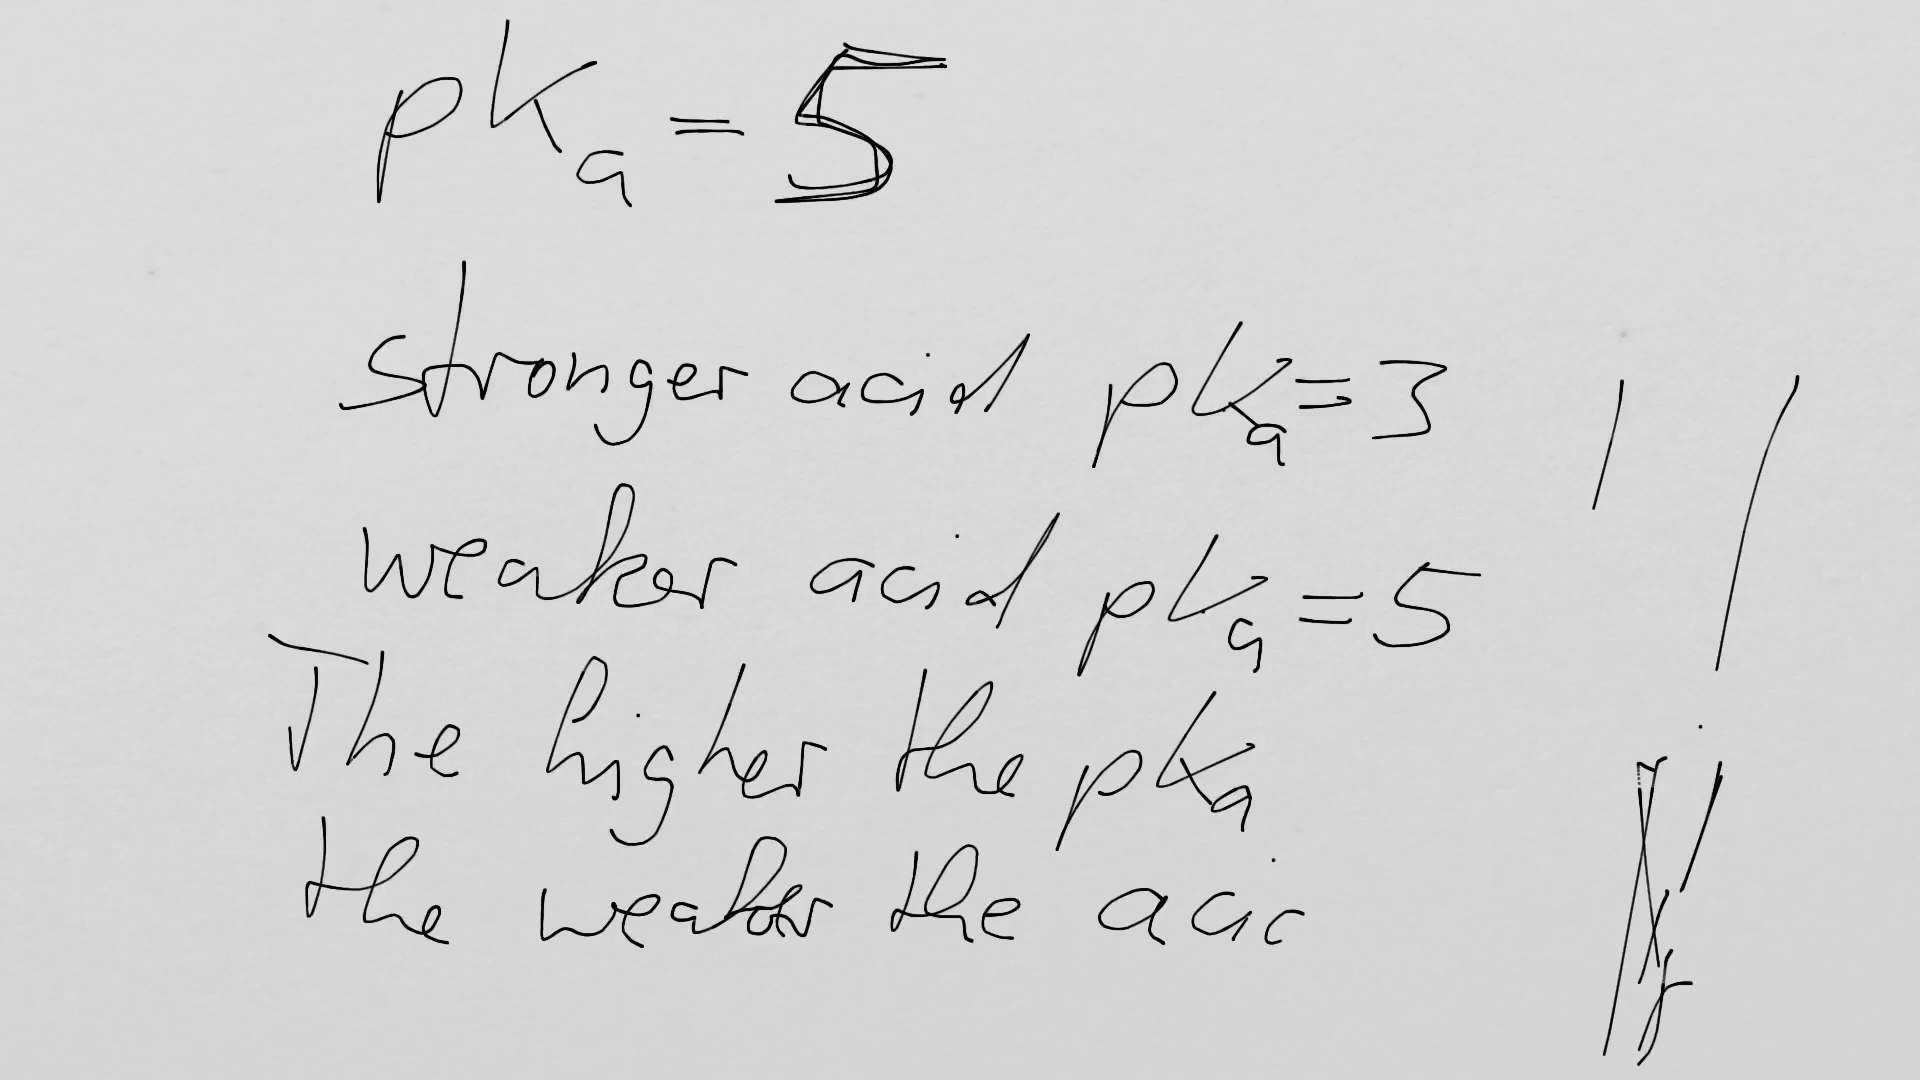 pKa = 5
stronger acid pKa = 3
weaker acid pKa = 5
The higher the pKa
the weaker the acic